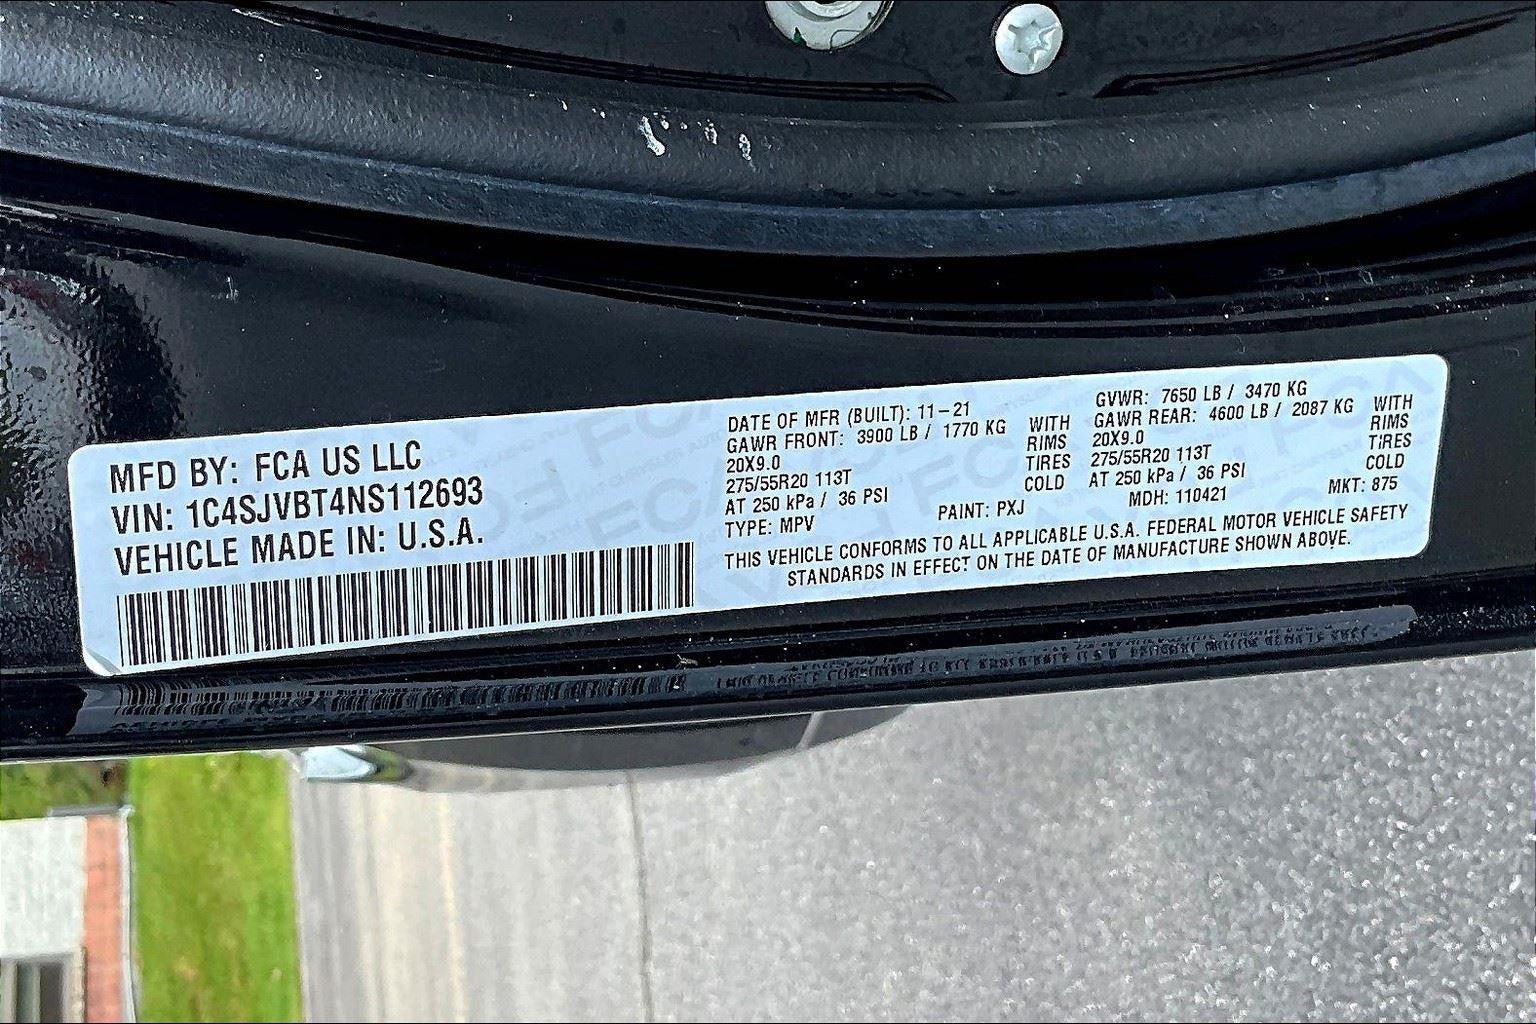 MFD BY: FCA US LLC
VIN: 1C4SJVBT4NS112693
VEHICLE MADE IN: U.S.A.
DATE OF MFR (BUILT): 11-21
GAWR FRONT: 3900 LB / 1770 KG WITH
20X9.0 RIMS
275/55R20 113T TIRES
AT 250 kPa / 36 PSI COLD
TYPE: MPV PAINT: PXJ
GVWR: 7650 LB / 3470 KG
GAWR REAR: 4600 LB / 2087 KG WITH
20X9.0 RIMS
275/55R20 113T TIRES
AT 250 kPa / 36 PSI COLD
MDH: 110421 MKT: 875
THIS VEHICLE CONFORMS TO ALL APPLICABLE U.S.A. FEDERAL MOTOR VEHICLE SAFETY
STANDARDS IN EFFECT ON THE DATE OF MANUFACTURE SHOWN ABOVE.